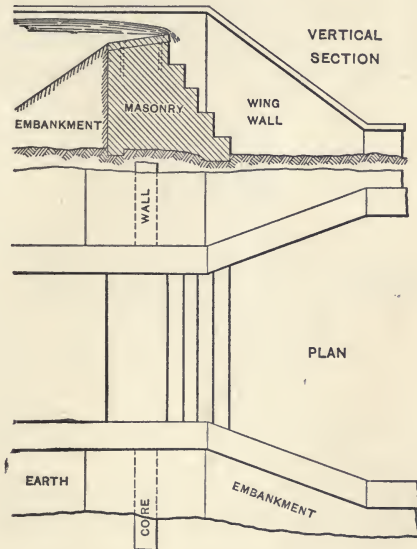 VERTICAL
SECTION
MASONRY
EMBANKMENT
WING
WALL
WALL
PLAN
EARTH
EMBANKMENT
CORE